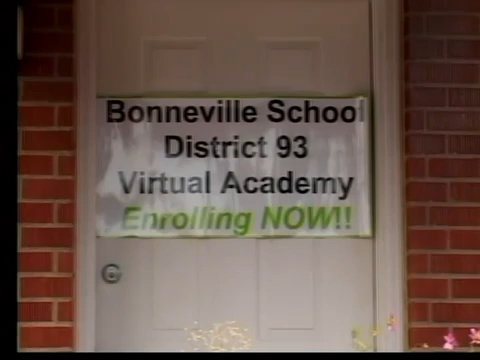 Bonneville School
District 93
Virtual Academy
Enrolling NOW!!